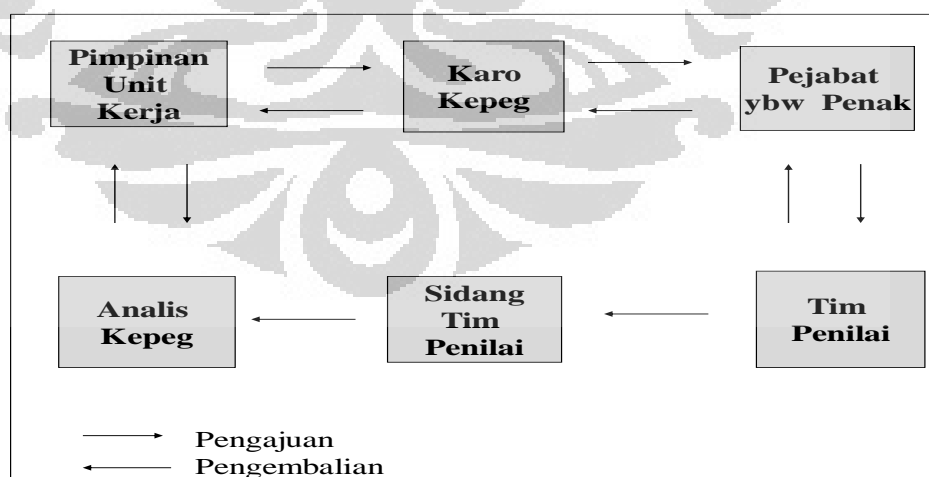 Pimpinan
Unit
Kerja
Karo
Kepeg
Pejabat
ybw Penak
Analis
Kepeg
Sidang
Tim
Penilai
Tim
Penilai
Pengajuan
Pengembalian